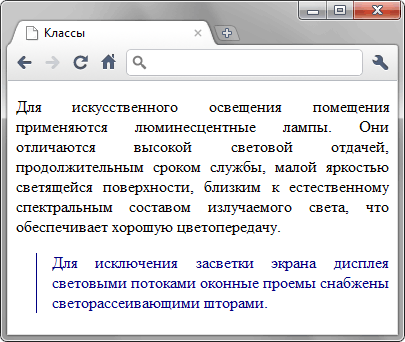 Классы
Для искусственного освещения помещения
применяются люминесцентные лампы. Они
отличаются высокой световой отдачей,
продолжительным сроком службы, малой яркостью
светящейся поверхности, близким к естественному
спектральным составом излучаемого света, что
обеспечивает хорошую цветопередачу.
Для исключения засветки экрана дисплея
световыми потоками оконные проемы снабжены
светорассеивающими шторами.